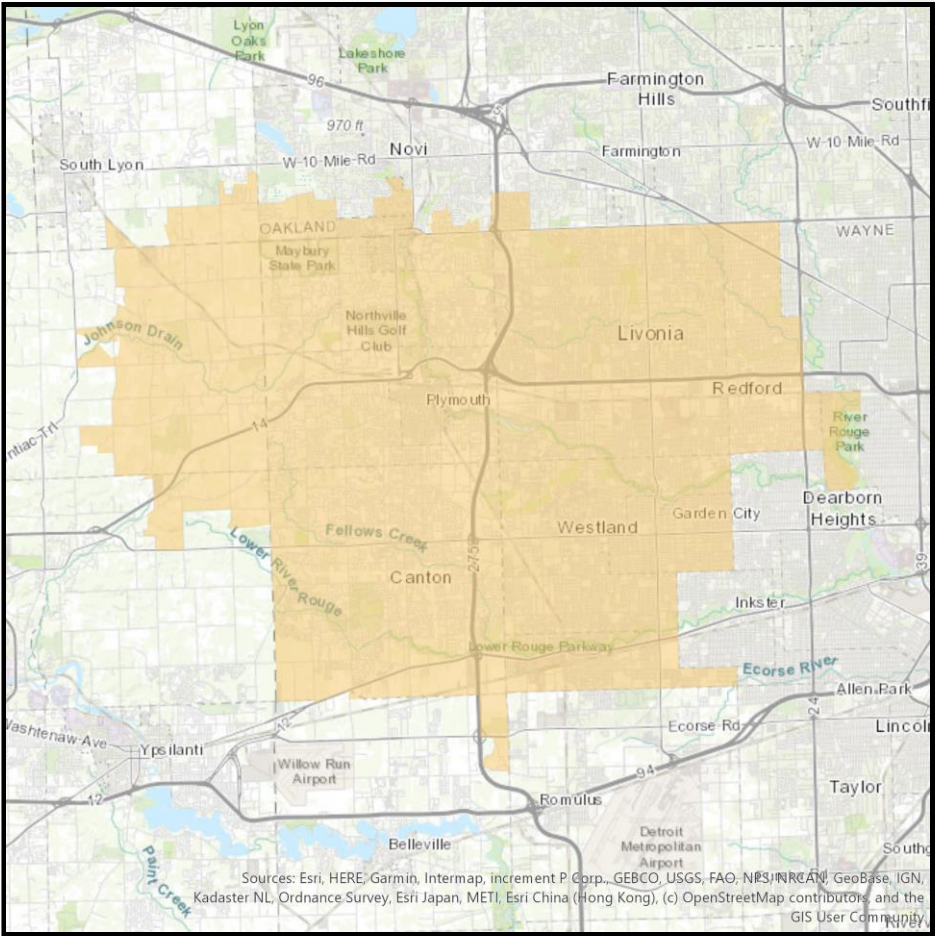 Lyon
Oaks
Park
Lakeshore
Park
96
Farmington
Hills
Southfi
5
970 ft
Novi
W 10 Mile Rd
Farmington
W 10 Mile Rd
South Lyon
OAKLAND
WAYNE
Maybury
State Park
Northville
Hills Golf
Club
Johnson Drain
Livonia
Redford
Plymouth
14
ntiac Trl
River
Rouge
Park
Dearborn
Heights
Garden City
Westland
Fellows Creek
Lower River Rouge
275
39
Canton
Inkster
Lower Rouge Parkway
Ecorse River
Allen Park
24
12
Ecorse Rd
Lincol
Washtenaw Ave
Ypsilanti
Willow Run
Airport
94
Taylor
12
Romulus
Detroit
Metropolitan
Airport
Belleville
Southg
Paint Creek
Sources: Esri, HERE, Garmin, Intermap, increment P Corp., GEBCO, USGS, FAO, NPS, NRCAN, GeoBase, IGN,
Kadaster NL, Ordnance Survey, Esri Japan, METI, Esri China (Hong Kong), (c) OpenStreetMap contributors, and the
GIS User Community
Riverv